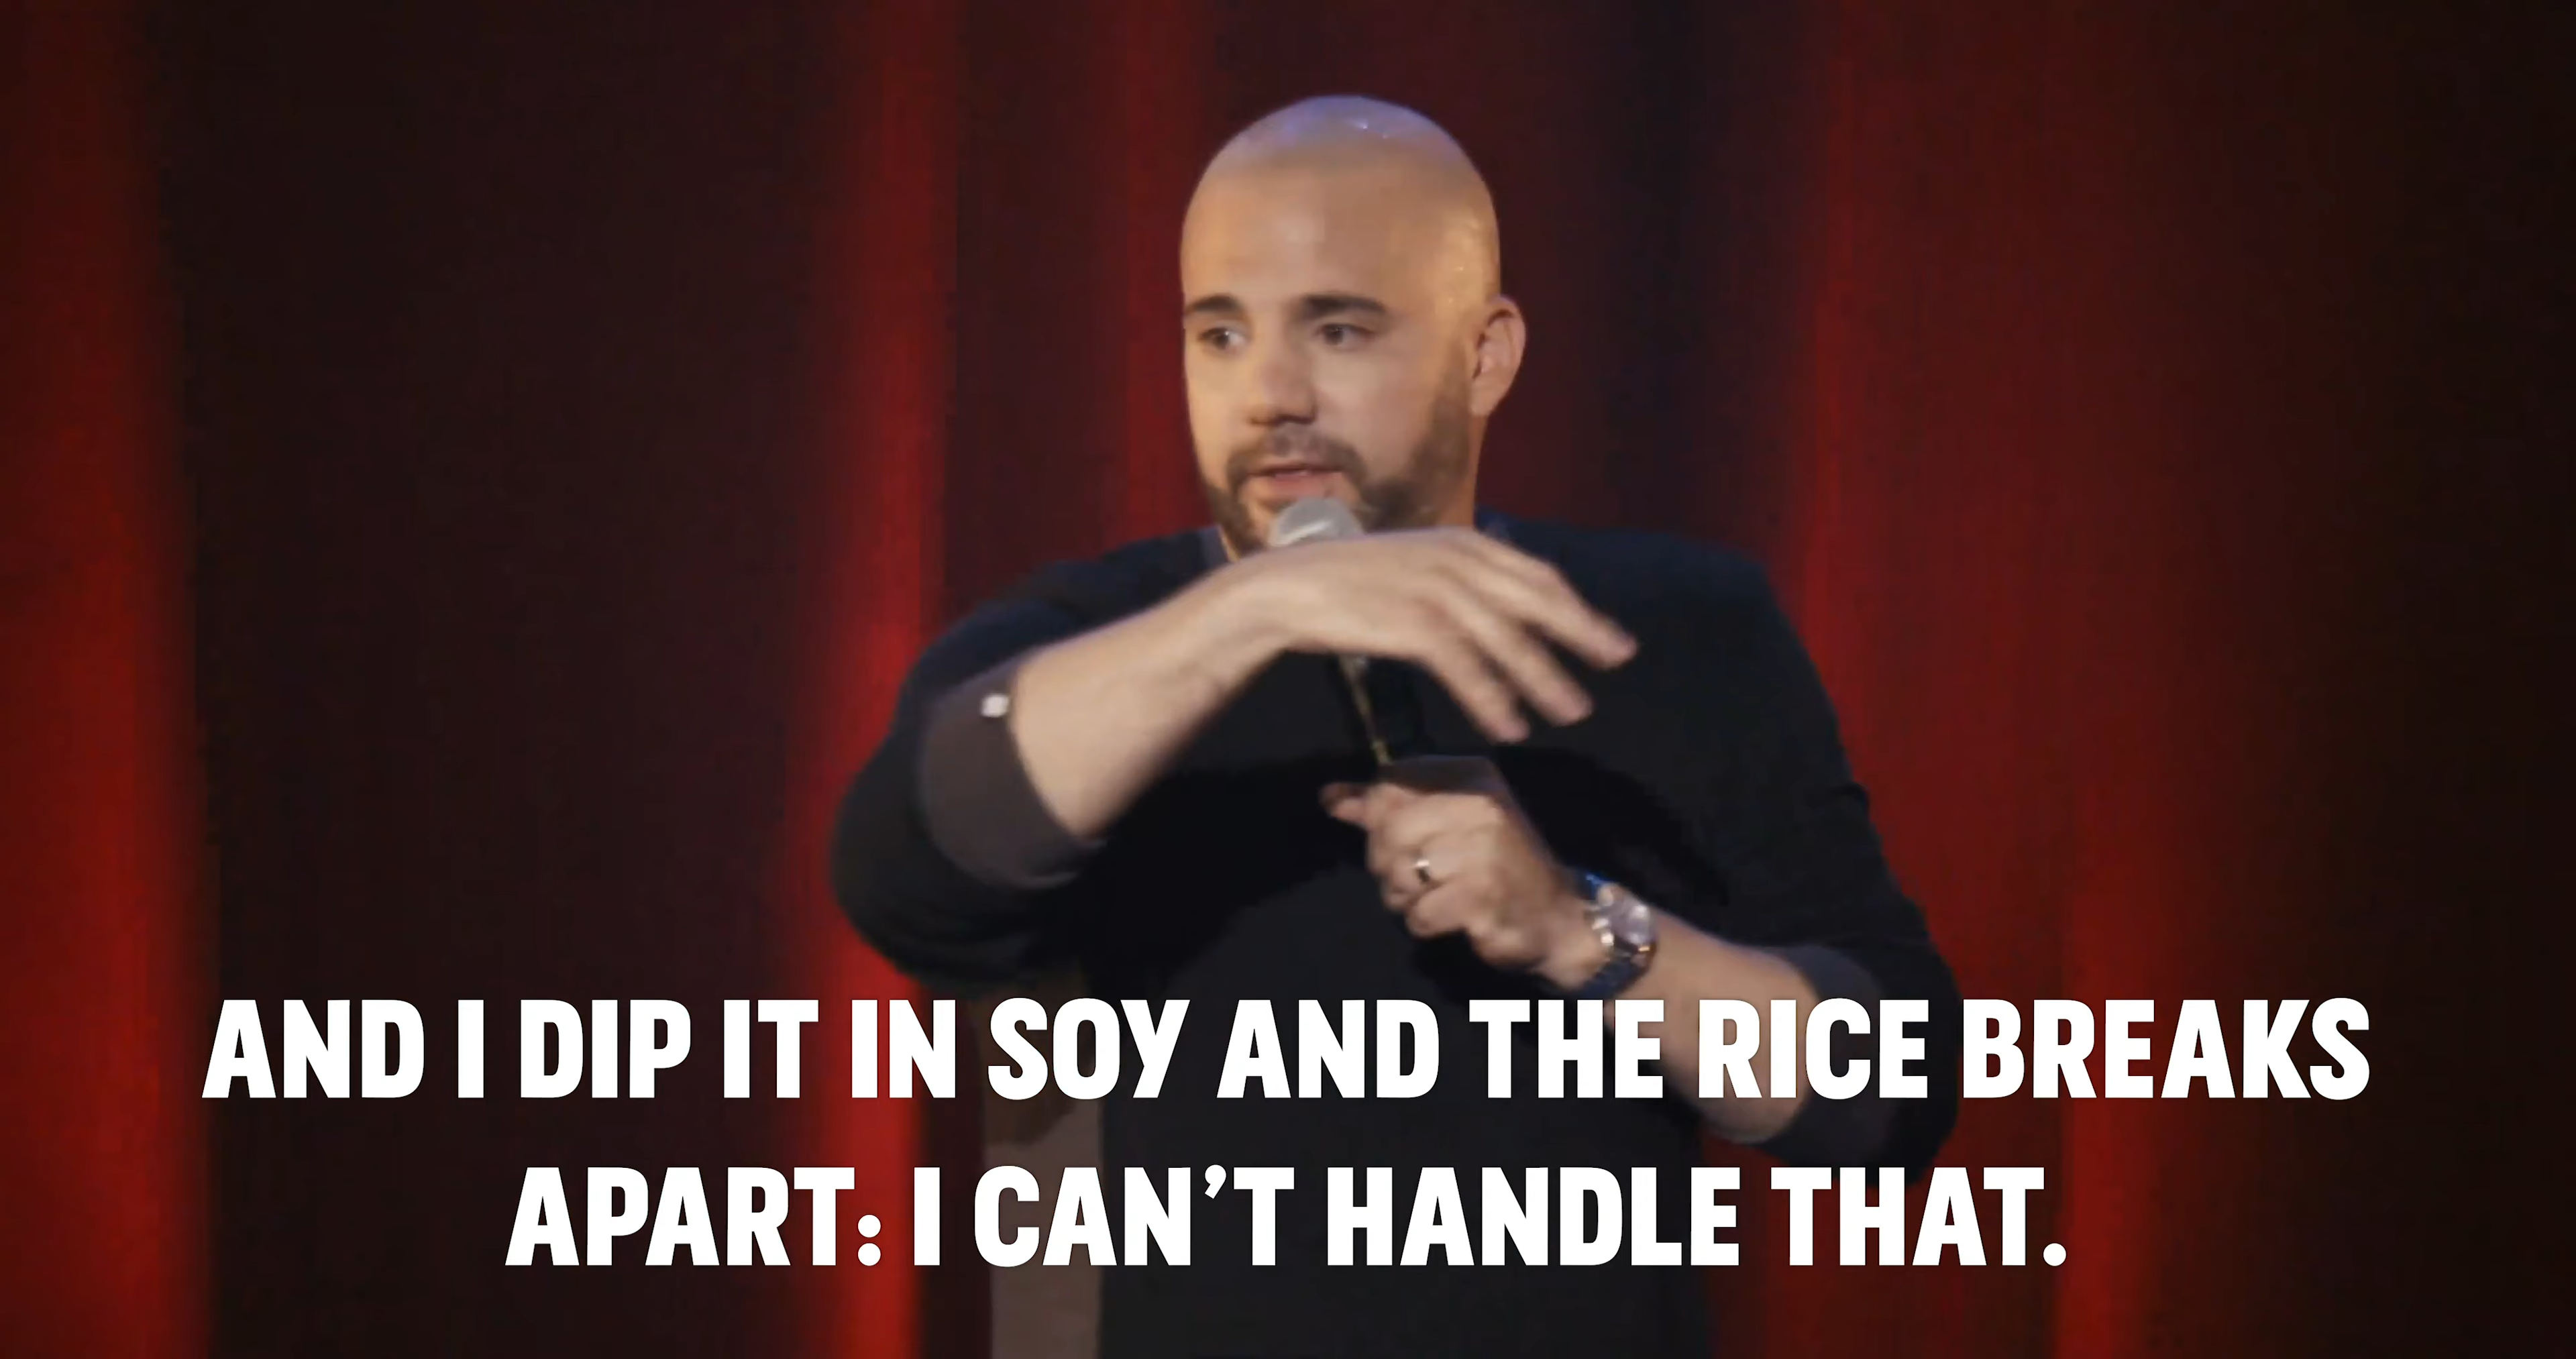 AND I DIP IT IN SOY AND THE RICE BREAKS
APART: I CAN’T HANDLE THAT.